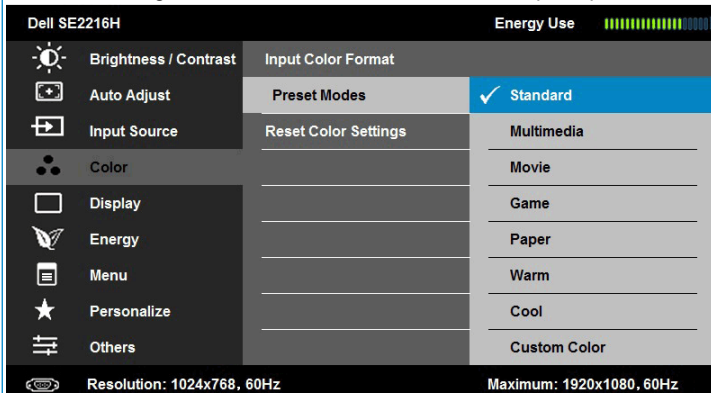 Dell SE2216H Energy Use
Brightness / Contrast Input Color Format
Auto Adjust Preset Modes Standard
Input Source Reset Color Settings Multimedia
Color Movie
Display Game
Energy Paper
Menu Warm
Personalize Cool
Others Custom Color
Resolution: 1024x768, 60Hz Maximum: 1920x1080, 60Hz